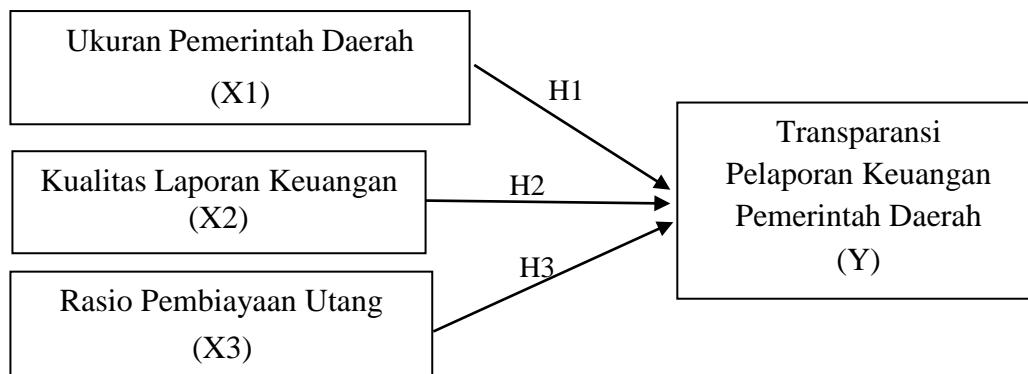 Ukuran Pemerintah Daerah
(X1)
H1
Kualitas Laporan Keuangan
(X2)
H2
Rasio Pembiayaan Utang
(X3)
H3
Transparansi
Pelaporan Keuangan
Pemerintah Daerah
(Y)